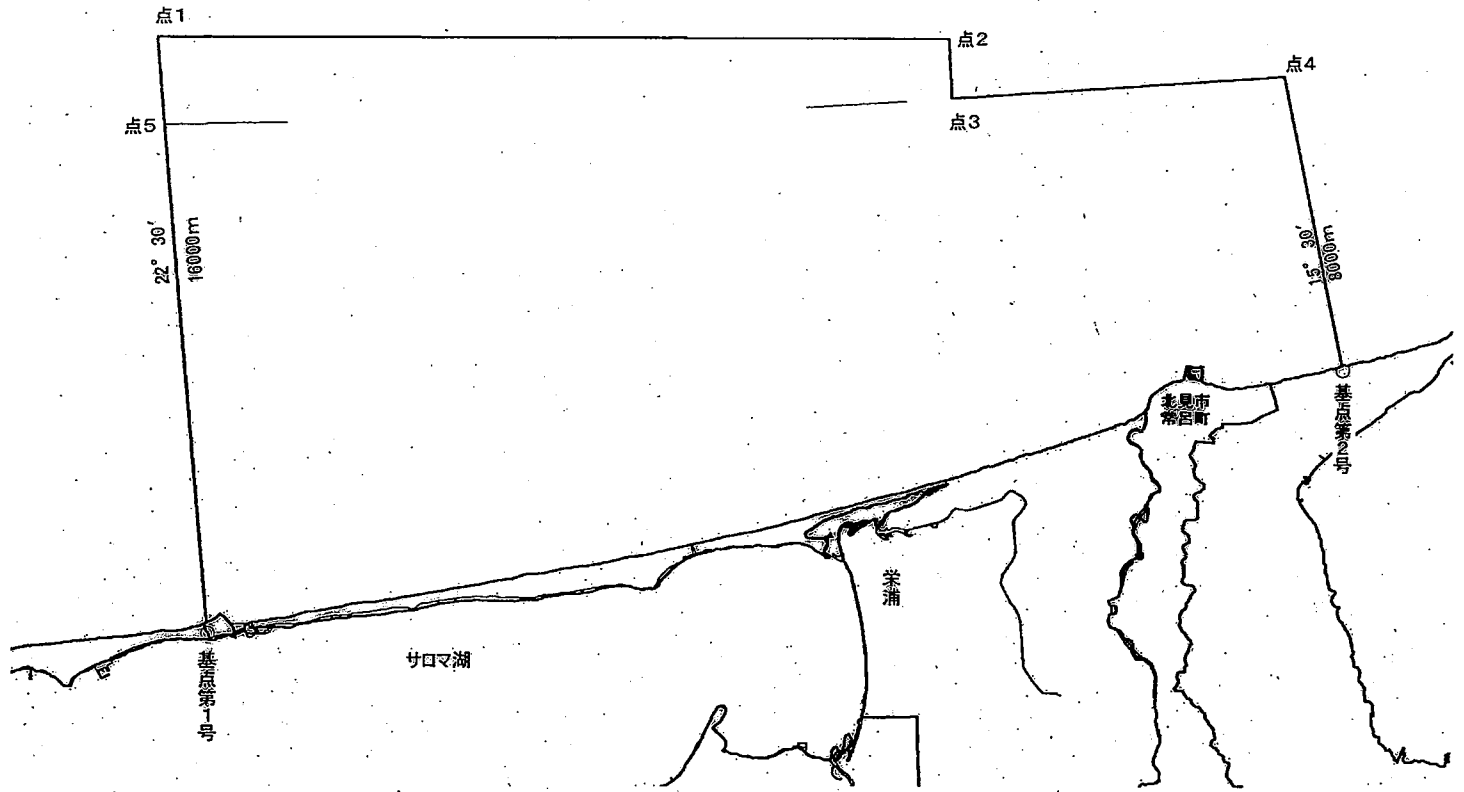 点1
点2
点4
点5
点3
22° 30′
16000m
15° 30′
8000m
北見市
常呂町
基点第2号
栄浦
サロマ湖
基点第1号